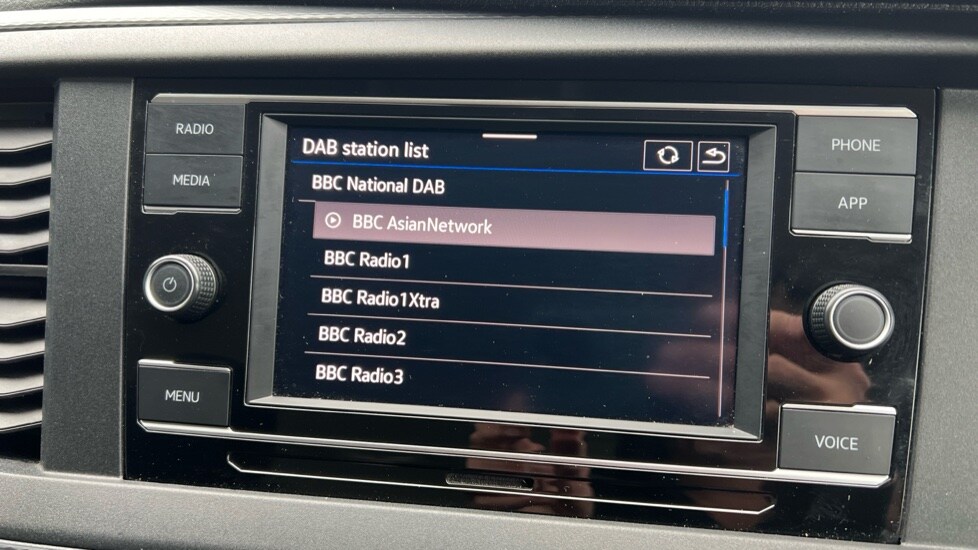 RADIO
MEDIA
MENU
DAB station list
BBC National DAB
BBC AsianNetwork
BBC Radio1
BBC Radio1Xtra
BBC Radio2
BBC Radio3
PHONE
APP
VOICE